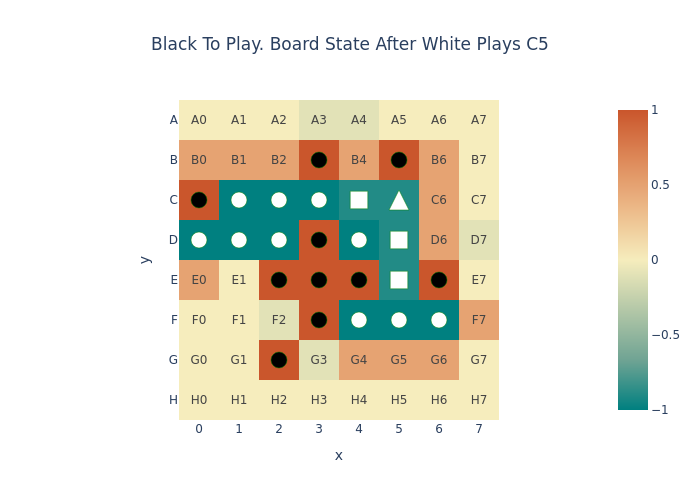 Black To Play. Board State After White Plays C5
A A0 A1 A2 A3 A4 A5 A6 A7
B B0 B1 B2 B4 B6 B7
C C6 C7
D D6 D7
E E0 E1 E7
F F0 F1 F2 F7
G G0 G1 G3 G4 G5 G6 G7
H H0 H1 H2 H3 H4 H5 H6 H7
0 1 2 3 4 5 6 7
x
y
1
0.5
0
−0.5
−1